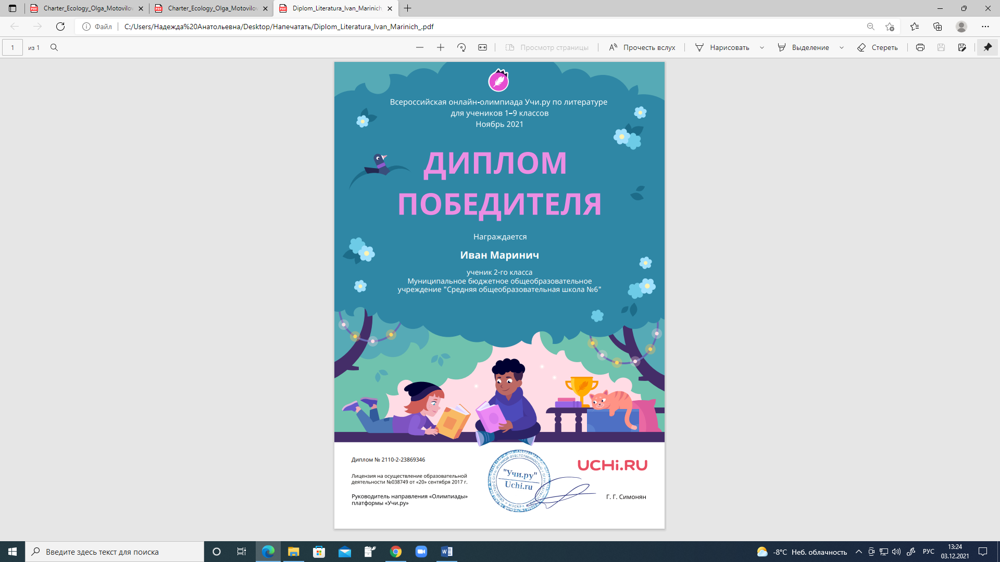 Charter_Ecology_Olga_Motovilov
Charter_Ecology_Olga_Motovilov
Diplom_Literatura_Ivan_Marinich
Файл
C:/Users/Надежда%20Анатольевна/Desktop/Напечатать/Diplom_Literatura_Ivan_Marinich_.pdf
1 из 1
Просмотр страницы
Прочесть вслух
Нарисовать
Выделение
Стереть
Всероссийская онлайн-олимпиада Учи.ру по литературе
для учеников 1–9 классов
Ноябрь 2021
ДИПЛОМ
ПОБЕДИТЕЛЯ
Награждается
Иван Маринич
ученик 2-го класса
Муниципальное бюджетное общеобразовательное
учреждение "Средняя общеобразовательная школа №6"
Диплом № 2110-2-23869346
Лицензия на осуществление образовательной
деятельности №038749 от «20» сентября 2017 г.
Руководитель направления «Олимпиады»
платформы «Учи.ру»
"Учи.ру"
Uchi.ru
МОСКВА
UCHi.RU
Г. Г. Симонян
Введите здесь текст для поиска
-8°C Неб. облачность
РУС
13:24
03.12.2021